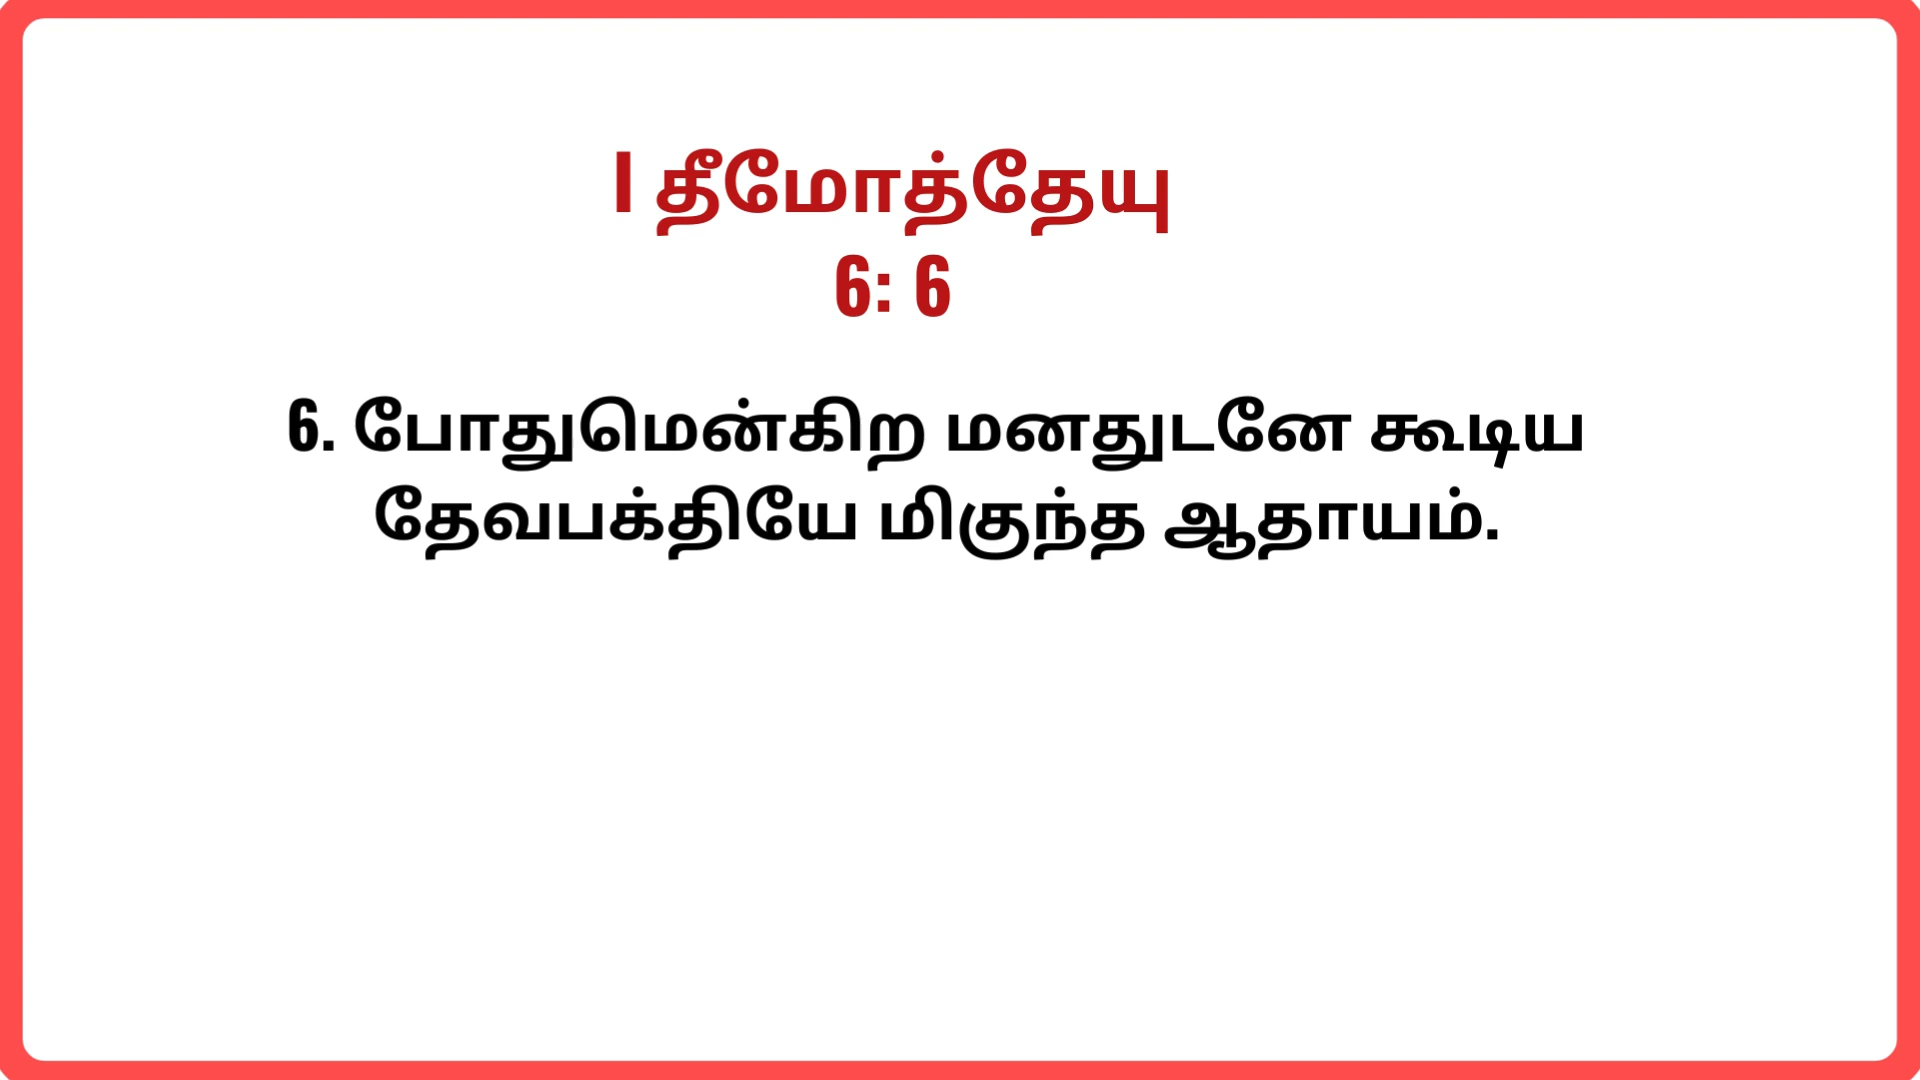 I தீமோத்தேயு
6: 6
6. போதுமென்கிற மனதுடனே கூடிய
தேவபக்தியே மிகுந்த ஆதாயம்.